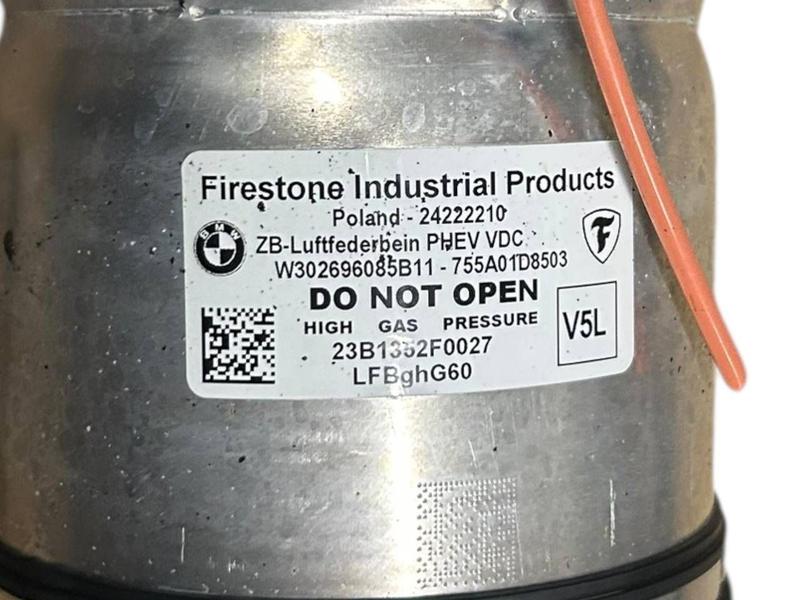 Firestone Industrial Products
Poland - 24222210
BMW
ZB-Luftfederbein PHEV VDC
F
W302696085B11 - 755A01D8503
DO NOT OPEN
HIGH GAS PRESSURE
V5L
23B1352F0027
LFBghG60